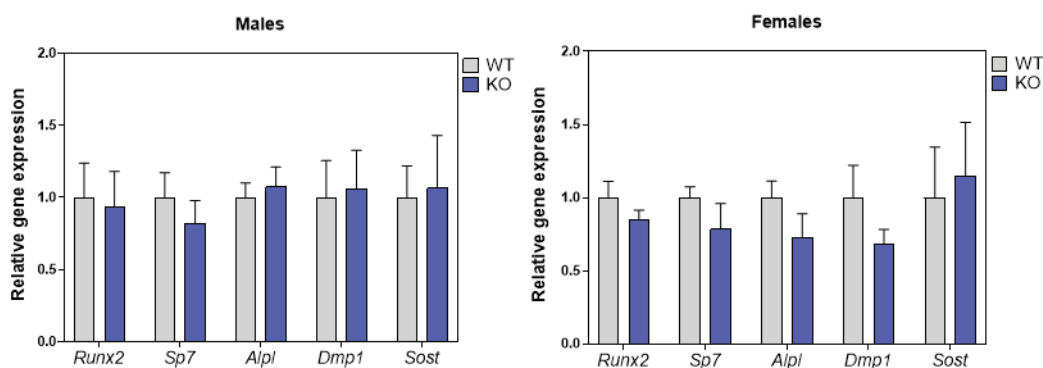 Males
Relative gene expression
2.0
1.5
1.0
0.5
0.0
Runx2 Sp7 Alpl Dmp1 Sost
WT
KO
Females
Relative gene expression
2.0
1.5
1.0
0.5
0.0
Runx2 Sp7 Alpl Dmp1 Sost
WT
KO